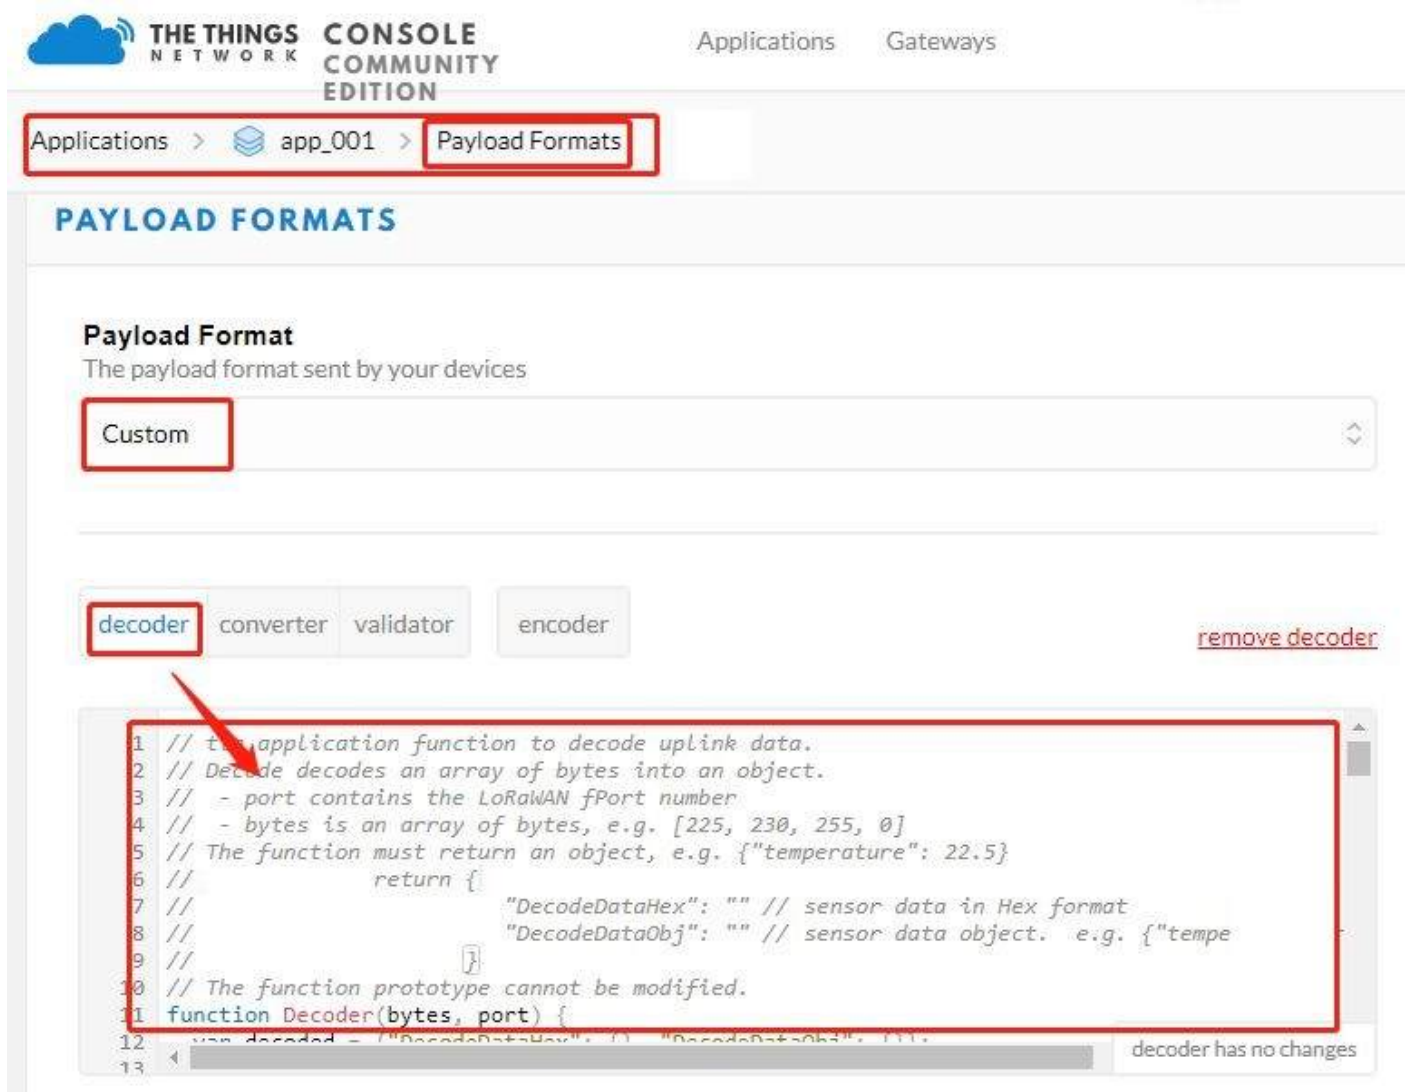 THE THINGS
NETWORK
CONSOLE
COMMUNITY
EDITION
Applications Gateways
Applications > app_001 > Payload Formats
PAYLOAD FORMATS
Payload Format
The payload format sent by your devices
Custom
decoder converter validator encoder
remove decoder
1 // application function to decode uplink data.
2 // Decode decodes an array of bytes into an object.
3 //  - port contains the LoRaWAN fPort number
4 //  - bytes is an array of bytes, e.g. [225, 230, 255, 0]
5 // The function must return an object, e.g. {"temperature": 22.5}
6 // return {
7 // "DecodeDataHex": "" // sensor data in Hex format
8 // "DecodeDataObj": "" // sensor data object.  e.g. {"tempe
9 // }
10 // The function prototype cannot be modified.
11 function Decoder(bytes, port) {
12 var decoded = {"DecodeDataHex": {}, "DecodeDataObj": {}};
13
decoder has no changes